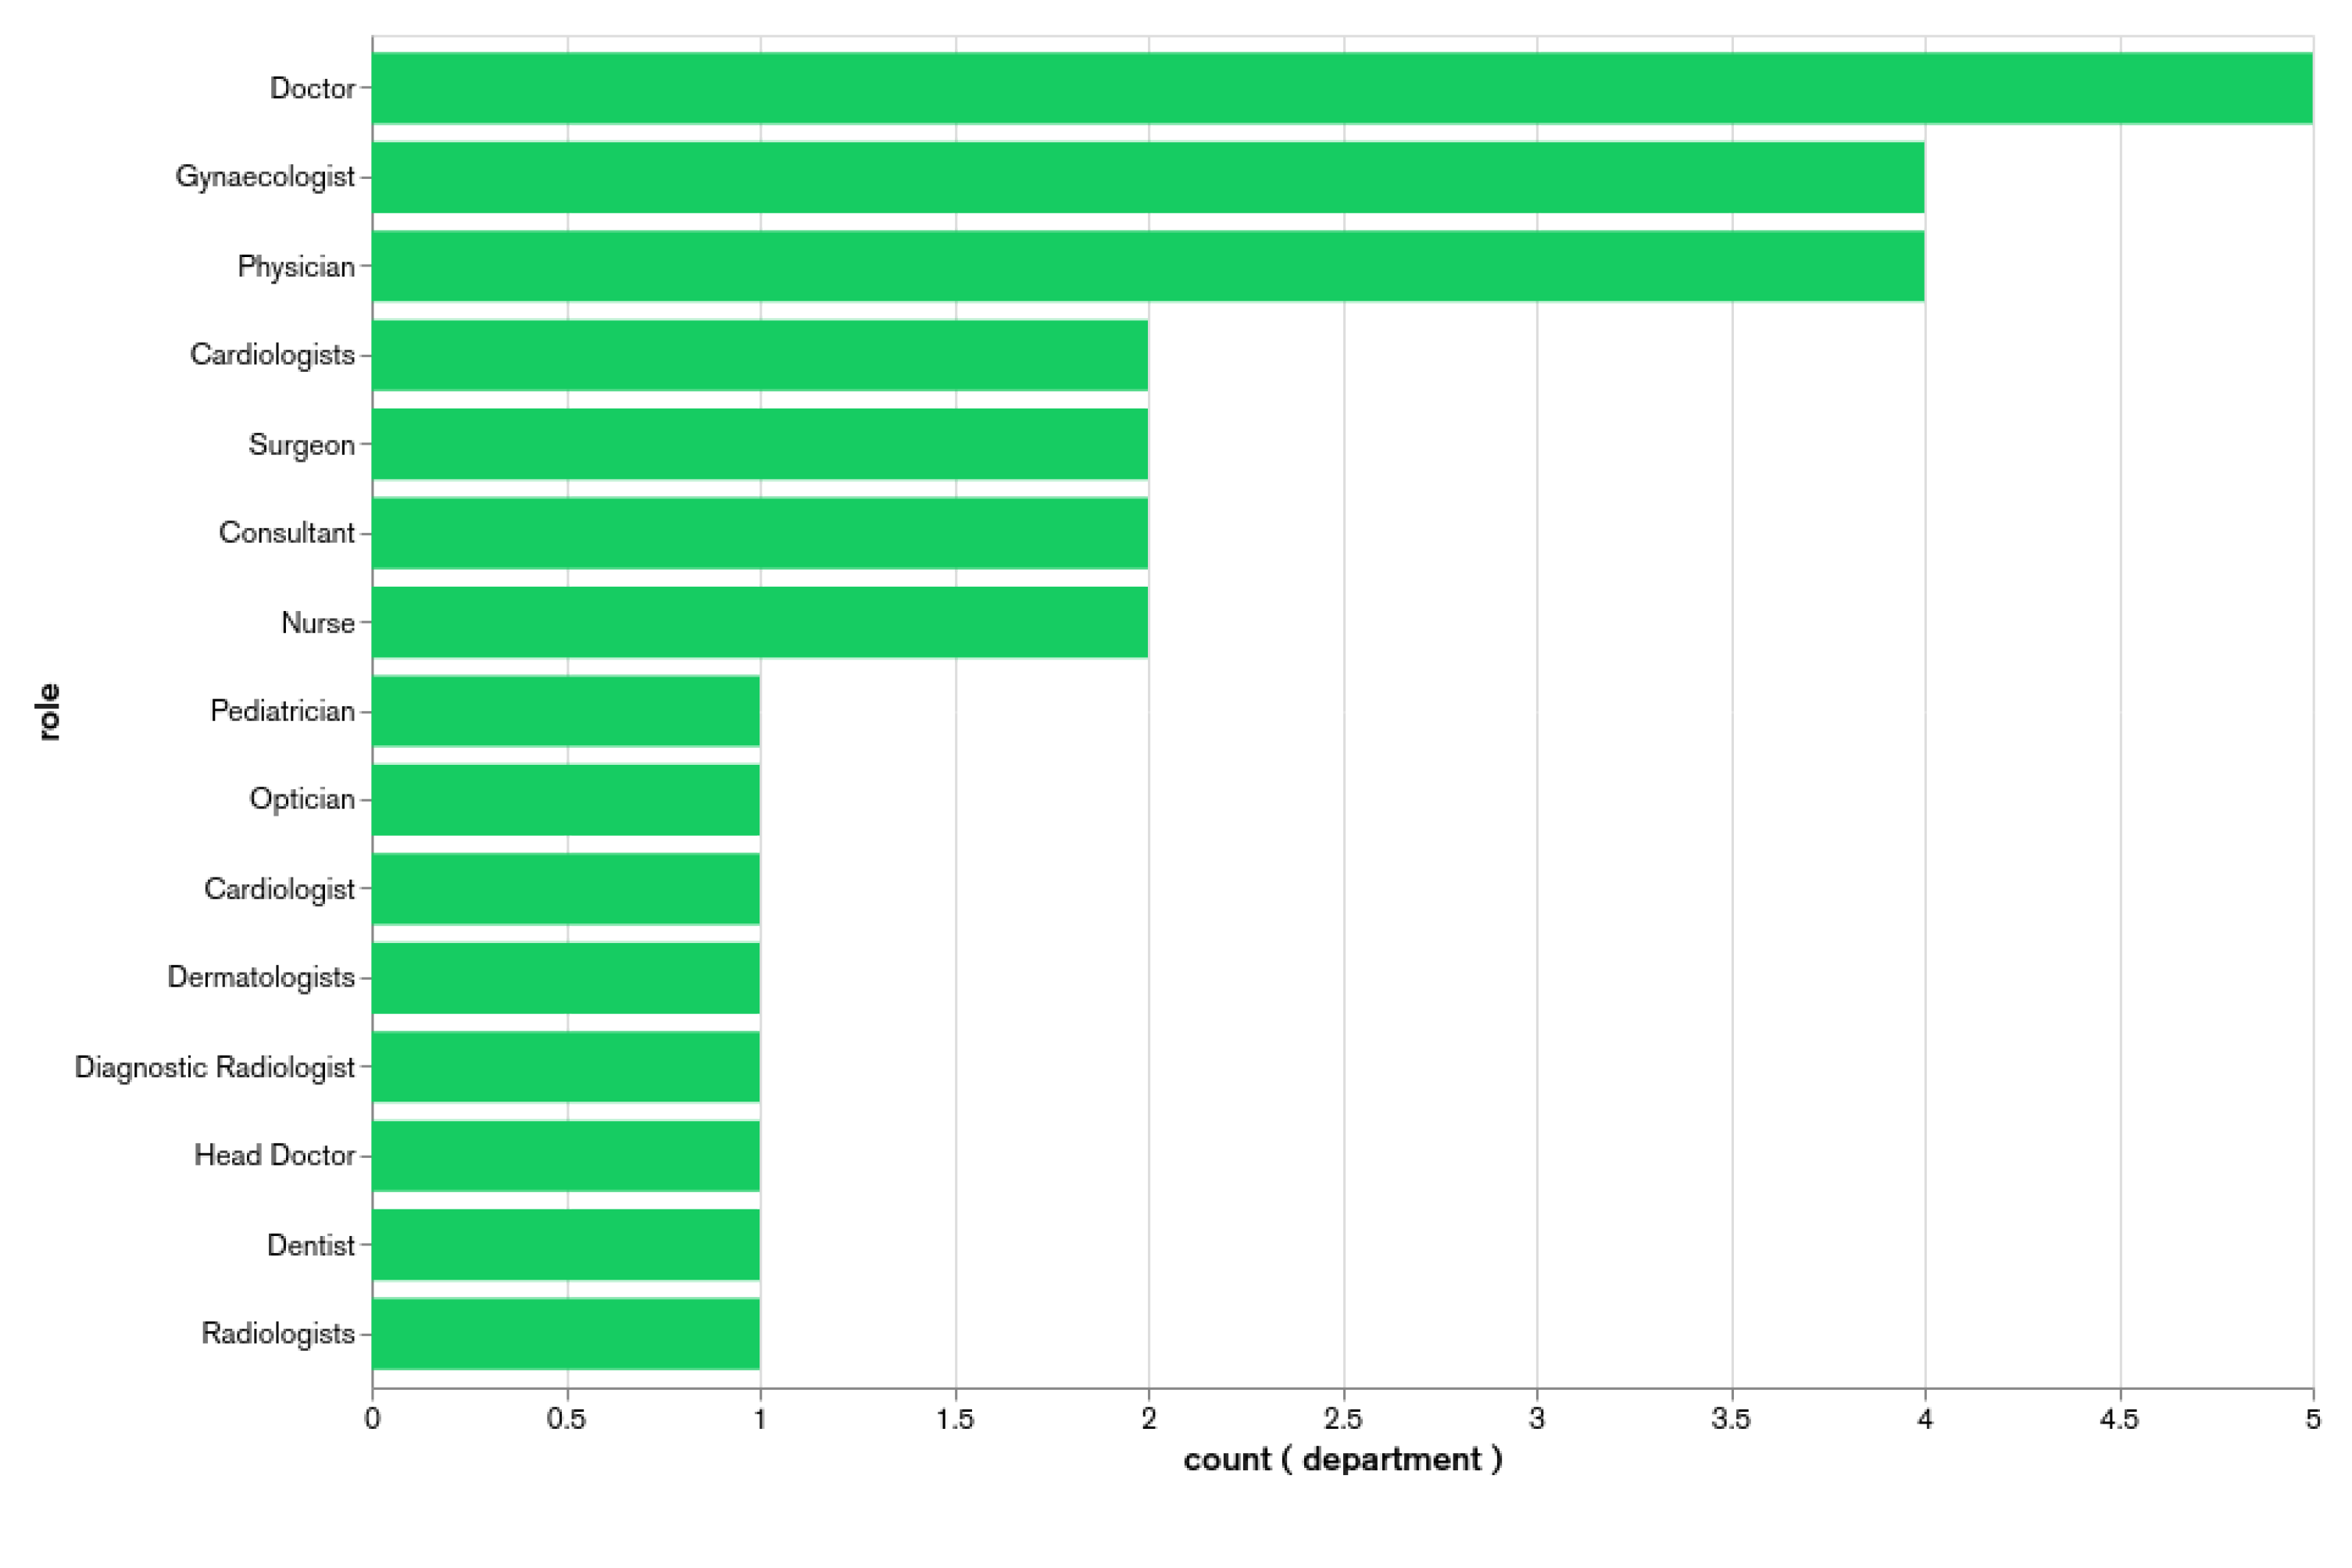 Doctor
Gynaecologist
Physician
Cardiologists
Surgeon
Consultant
Nurse
Pediatrician
Optician
Cardiologist
Dermatologists
Diagnostic Radiologist
Head Doctor
Dentist
Radiologists
role
0 0.5 1 1.5 2 2.5 3 3.5 4 4.5 5
count ( department )